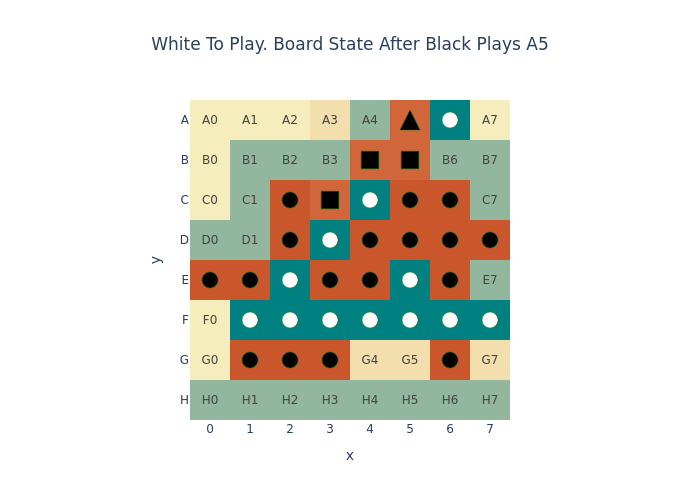 White To Play. Board State After Black Plays A5
A A0 A1 A2 A3 A4 A7
B B0 B1 B2 B3 B6 B7
C C0 C1 C7
D D0 D1
E E7
F F0
G G0 G4 G5 G7
H H0 H1 H2 H3 H4 H5 H6 H7
0 1 2 3 4 5 6 7
x
y